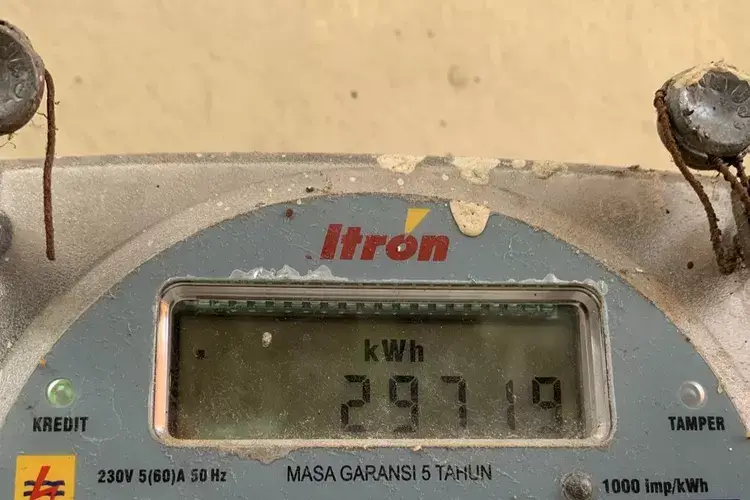 Itron
kWh
29719
KREDIT
TAMPER
230V 5(60)A 50 Hz
MASA GARANSI 5 TAHUN
1000 imp/kWh